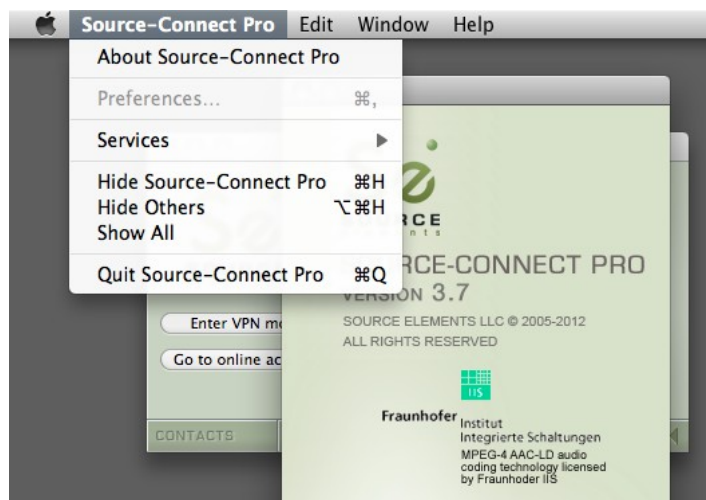 Source-Connect Pro Edit Window Help
About Source-Connect Pro
Preferences... ⌘,
Services ▶
Hide Source-Connect Pro ⌘H
Hide Others ⌥⌘H
Show All
Quit Source-Connect Pro ⌘Q
RCE
n t s
RCE-CONNECT PRO
VERSION 3.7
SOURCE ELEMENTS LLC © 2005-2012
ALL RIGHTS RESERVED
Enter VPN mo
Go to online ac
IIS
Fraunhofer Institut
Integrierte Schaltungen
MPEG-4 AAC-LD audio
coding technology licensed
by Fraunhoder IIS
CONTACTS